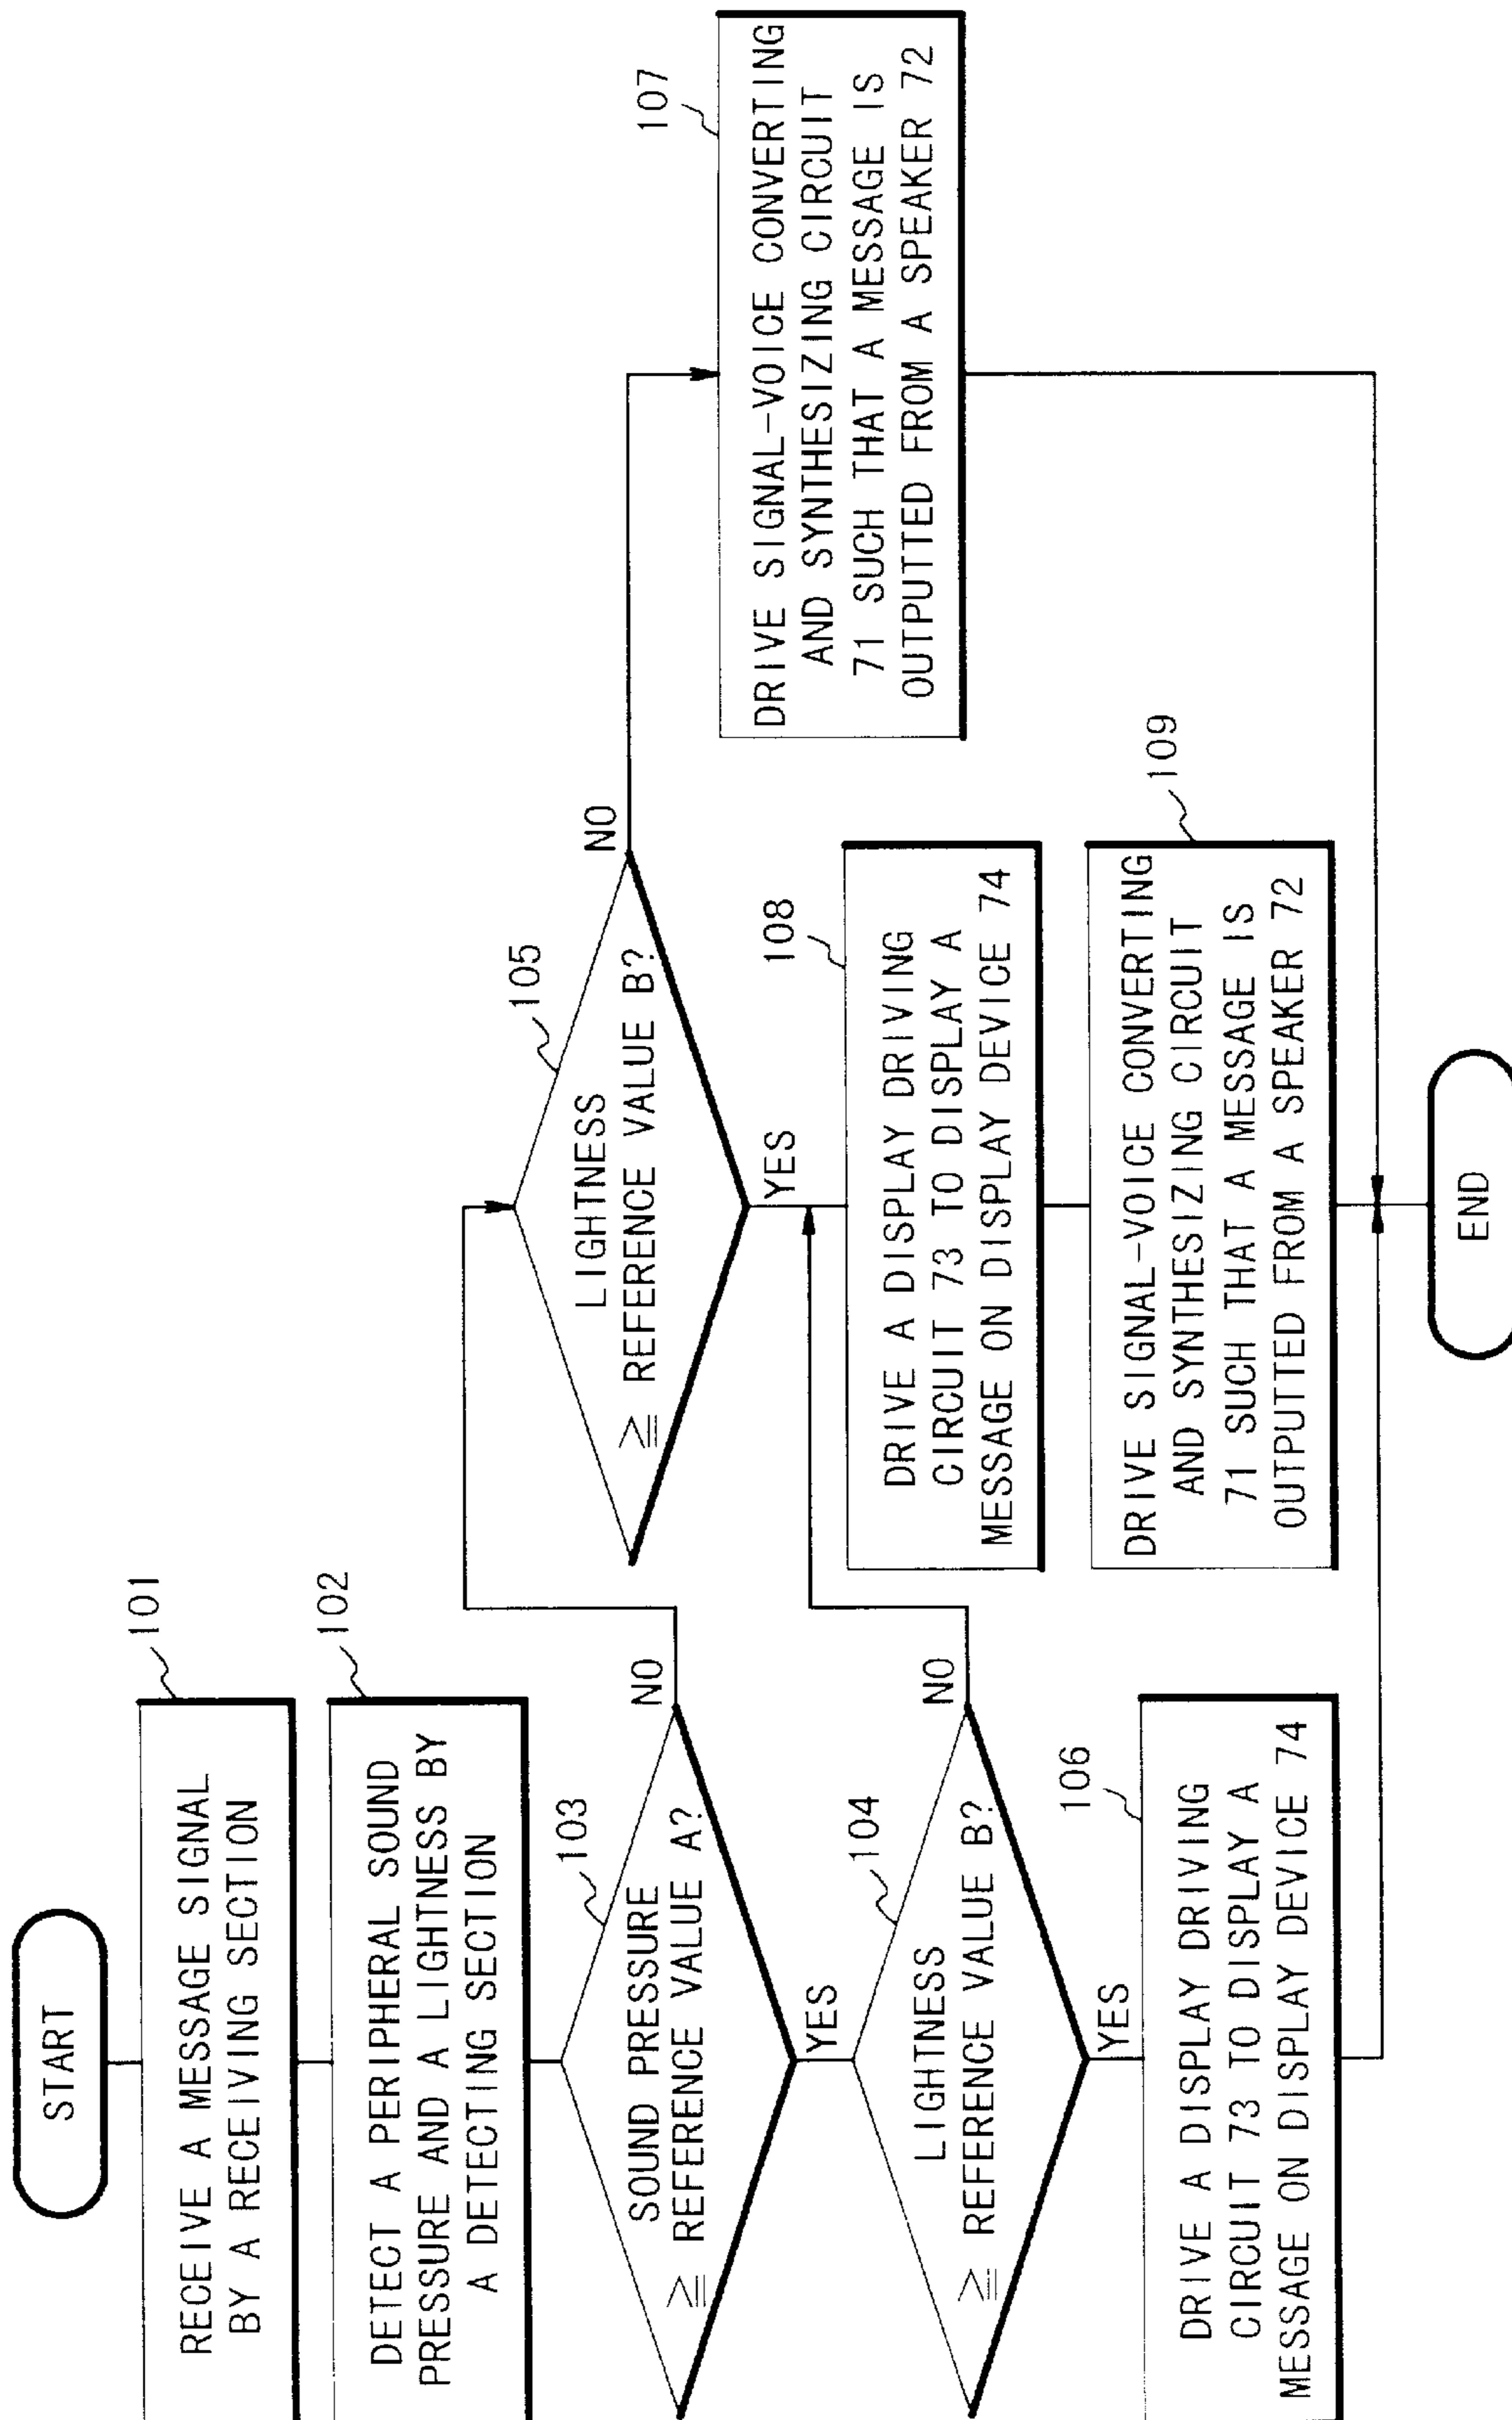 START
101
RECEIVE A MESSAGE SIGNAL
BY A RECEIVING SECTION
102
DETECT A PERIPHERAL SOUND
PRESSURE AND A LIGHTNESS BY
A DETECTING SECTION
103
SOUND PRESSURE
≧ REFERENCE VALUE A?
NO
YES
104
LIGHTNESS
≧ REFERENCE VALUE B?
NO
YES
106
DRIVE A DISPLAY DRIVING
CIRCUIT 73 TO DISPLAY A
MESSAGE ON DISPLAY DEVICE 74
105
LIGHTNESS
≧ REFERENCE VALUE B?
NO
YES
108
DRIVE A DISPLAY DRIVING
CIRCUIT 73 TO DISPLAY A
MESSAGE ON DISPLAY DEVICE 74
109
DRIVE SIGNAL-VOICE CONVERTING
AND SYNTHESIZING CIRCUIT
71 SUCH THAT A MESSAGE IS
OUTPUTTED FROM A SPEAKER 72
107
DRIVE SIGNAL-VOICE CONVERTING
AND SYNTHESIZING CIRCUIT
71 SUCH THAT A MESSAGE IS
OUTPUTTED FROM A SPEAKER 72
END